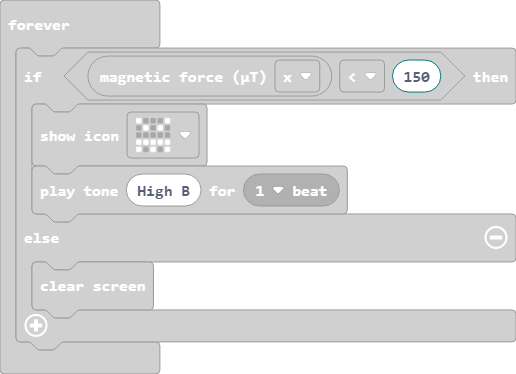 forever
if magnetic force (µT) x < 150 then
show icon
play tone High B for 1 beat
else
clear screen